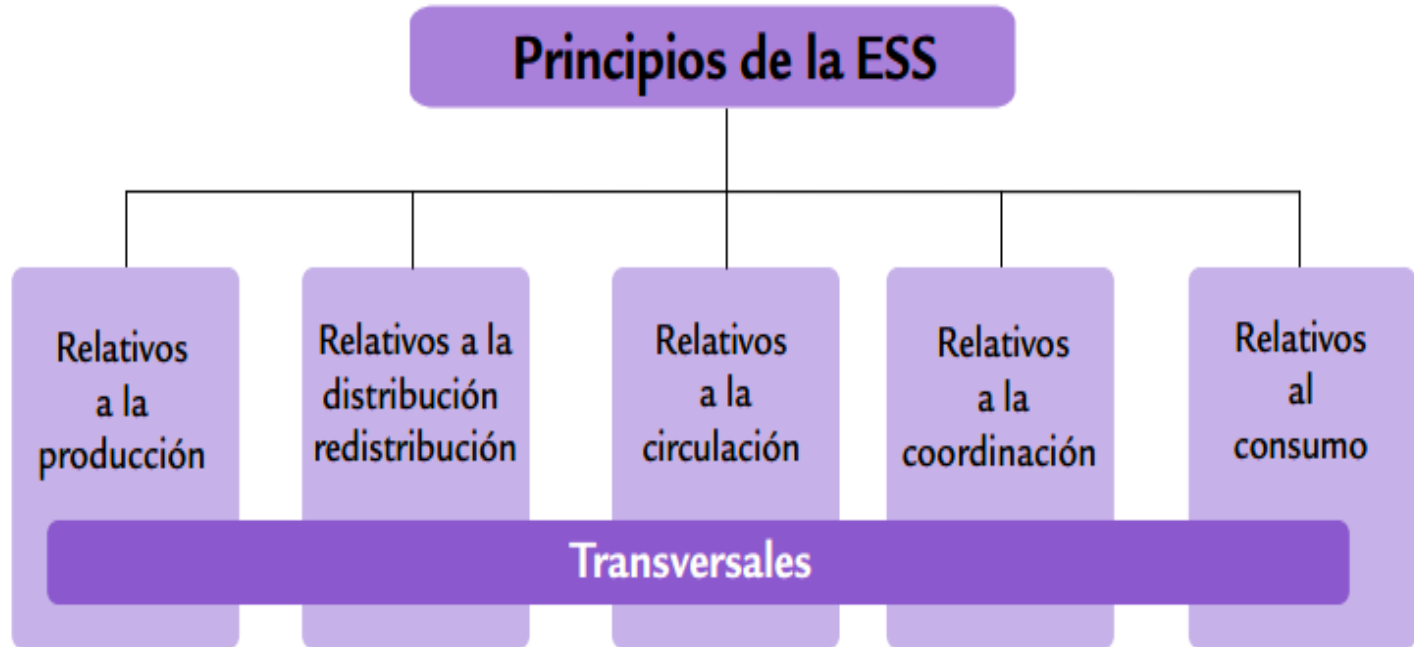 Principios de la ESS
Relativos
a la
producción
Relativos a la
distribución
redistribución
Relativos
a la
circulación
Relativos
a la
coordinación
Relativos
al
consumo
Transversales